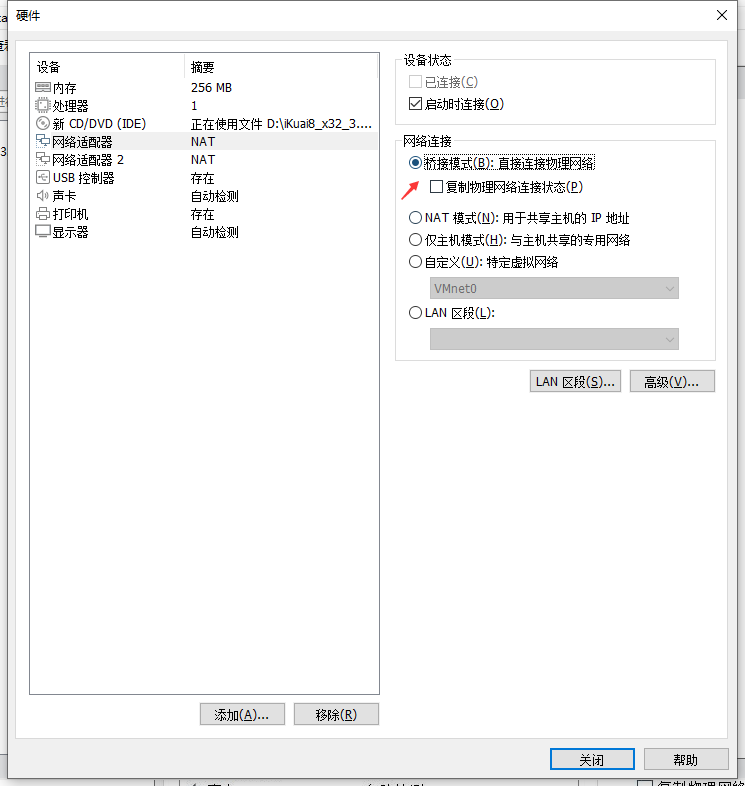 硬件
设备 摘要
内存 256 MB
处理器 1
新 CD/DVD (IDE) 正在使用文件 D:\iKuai8_x32_3....
网络适配器 NAT
网络适配器 2 NAT
USB 控制器 存在
声卡 自动检测
打印机 存在
显示器 自动检测
添加(A)... 移除(R)
设备状态
已连接(C)
启动时连接(O)
网络连接
桥接模式(B): 直接连接物理网络
复制物理网络连接状态(P)
NAT 模式(N): 用于共享主机的 IP 地址
仅主机模式(H): 与主机共享的专用网络
自定义(U): 特定虚拟网络
VMnet0
LAN 区段(L):
LAN 区段(S)... 高级(V)...
关闭 帮助